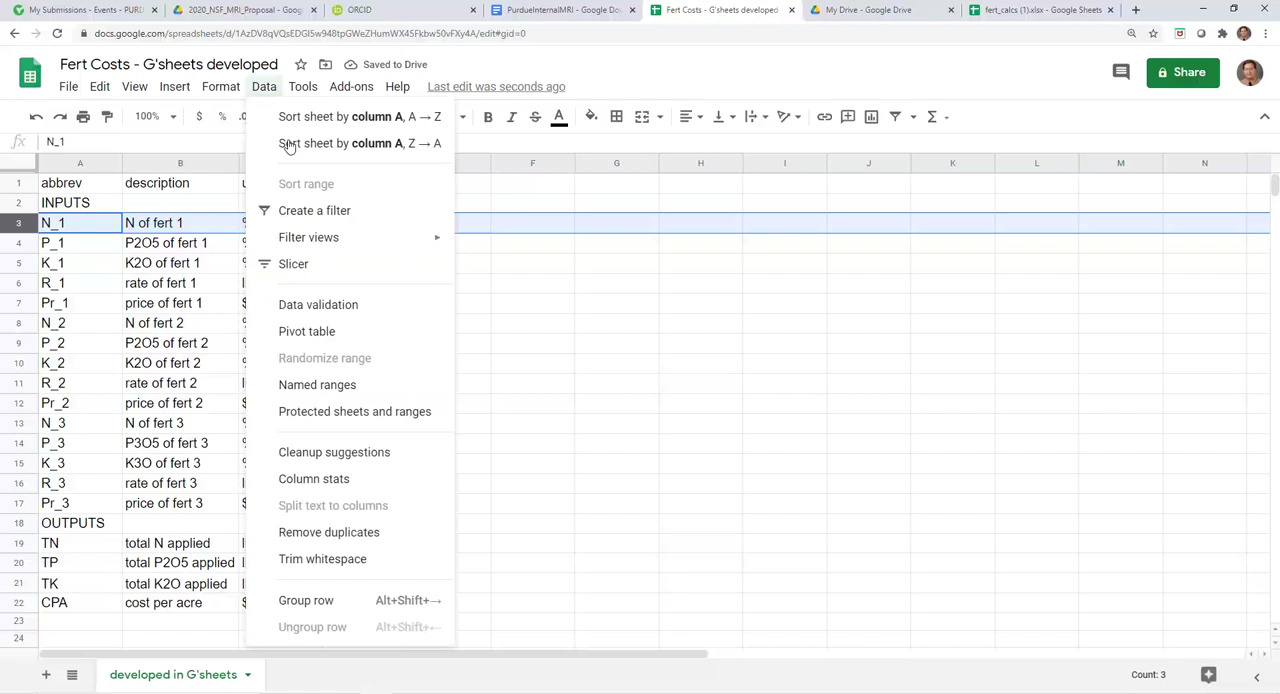 My Submissions - Events - PURD
2020_NSF_MRI_Proposal - Goog
ORCID
PurdueInternalMRI - Google Do
Fert Costs - G'sheets developed
My Drive - Google Drive
fert_calcs (1).xlsx - Google Sheets
docs.google.com/spreadsheets/d/1AzDV8qVQsEDGI5w948tpGWeZHumWX45Fkbw50vfXy4A/edit#gid=0
Fert Costs - G'sheets developed
Saved to Drive
File Edit View Insert Format Data Tools Add-ons Help Last edit was seconds ago
Share
100% $ % .0
B I S A Σ
fx N_1
A B F G H I J K L M N
1 abbrev description u
2 INPUTS
3 N_1 N of fert 1 %
4 P_1 P2O5 of fert 1 %
5 K_1 K2O of fert 1 %
6 R_1 rate of fert 1 l
7 Pr_1 price of fert 1 $
8 N_2 N of fert 2 %
9 P_2 P2O5 of fert 2 %
10 K_2 K2O of fert 2 %
11 R_2 rate of fert 2 l
12 Pr_2 price of fert 2 $
13 N_3 N of fert 3 %
14 P_3 P3O5 of fert 3 %
15 K_3 K3O of fert 3 %
16 R_3 rate of fert 3 l
17 Pr_3 price of fert 3 $
18 OUTPUTS
19 TN total N applied l
20 TP total P2O5 applied l
21 TK total K2O applied l
22 CPA cost per acre $
23
24
Sort sheet by column A, A → Z
Sort sheet by column A, Z → A
Sort range
Create a filter
Filter views
Slicer
Data validation
Pivot table
Randomize range
Named ranges
Protected sheets and ranges
Cleanup suggestions
Column stats
Split text to columns
Remove duplicates
Trim whitespace
Group row Alt+Shift+→
Ungroup row Alt+Shift+←
developed in G'sheets
Count: 3